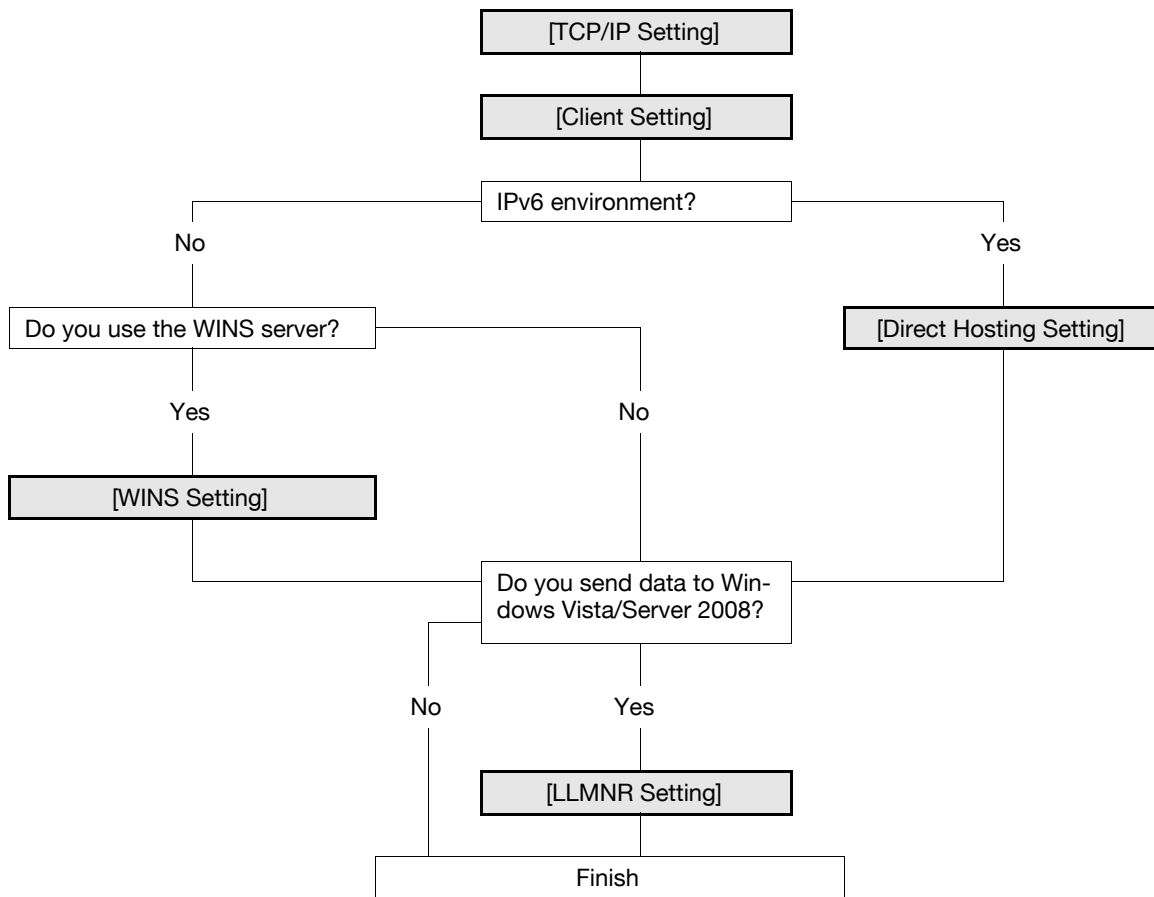 [TCP/IP Setting]
[Client Setting]
IPv6 environment?
No
Yes
Do you use the WINS server?
[Direct Hosting Setting]
Yes
No
[WINS Setting]
Do you send data to Win-
dows Vista/Server 2008?
No
Yes
[LLMNR Setting]
Finish